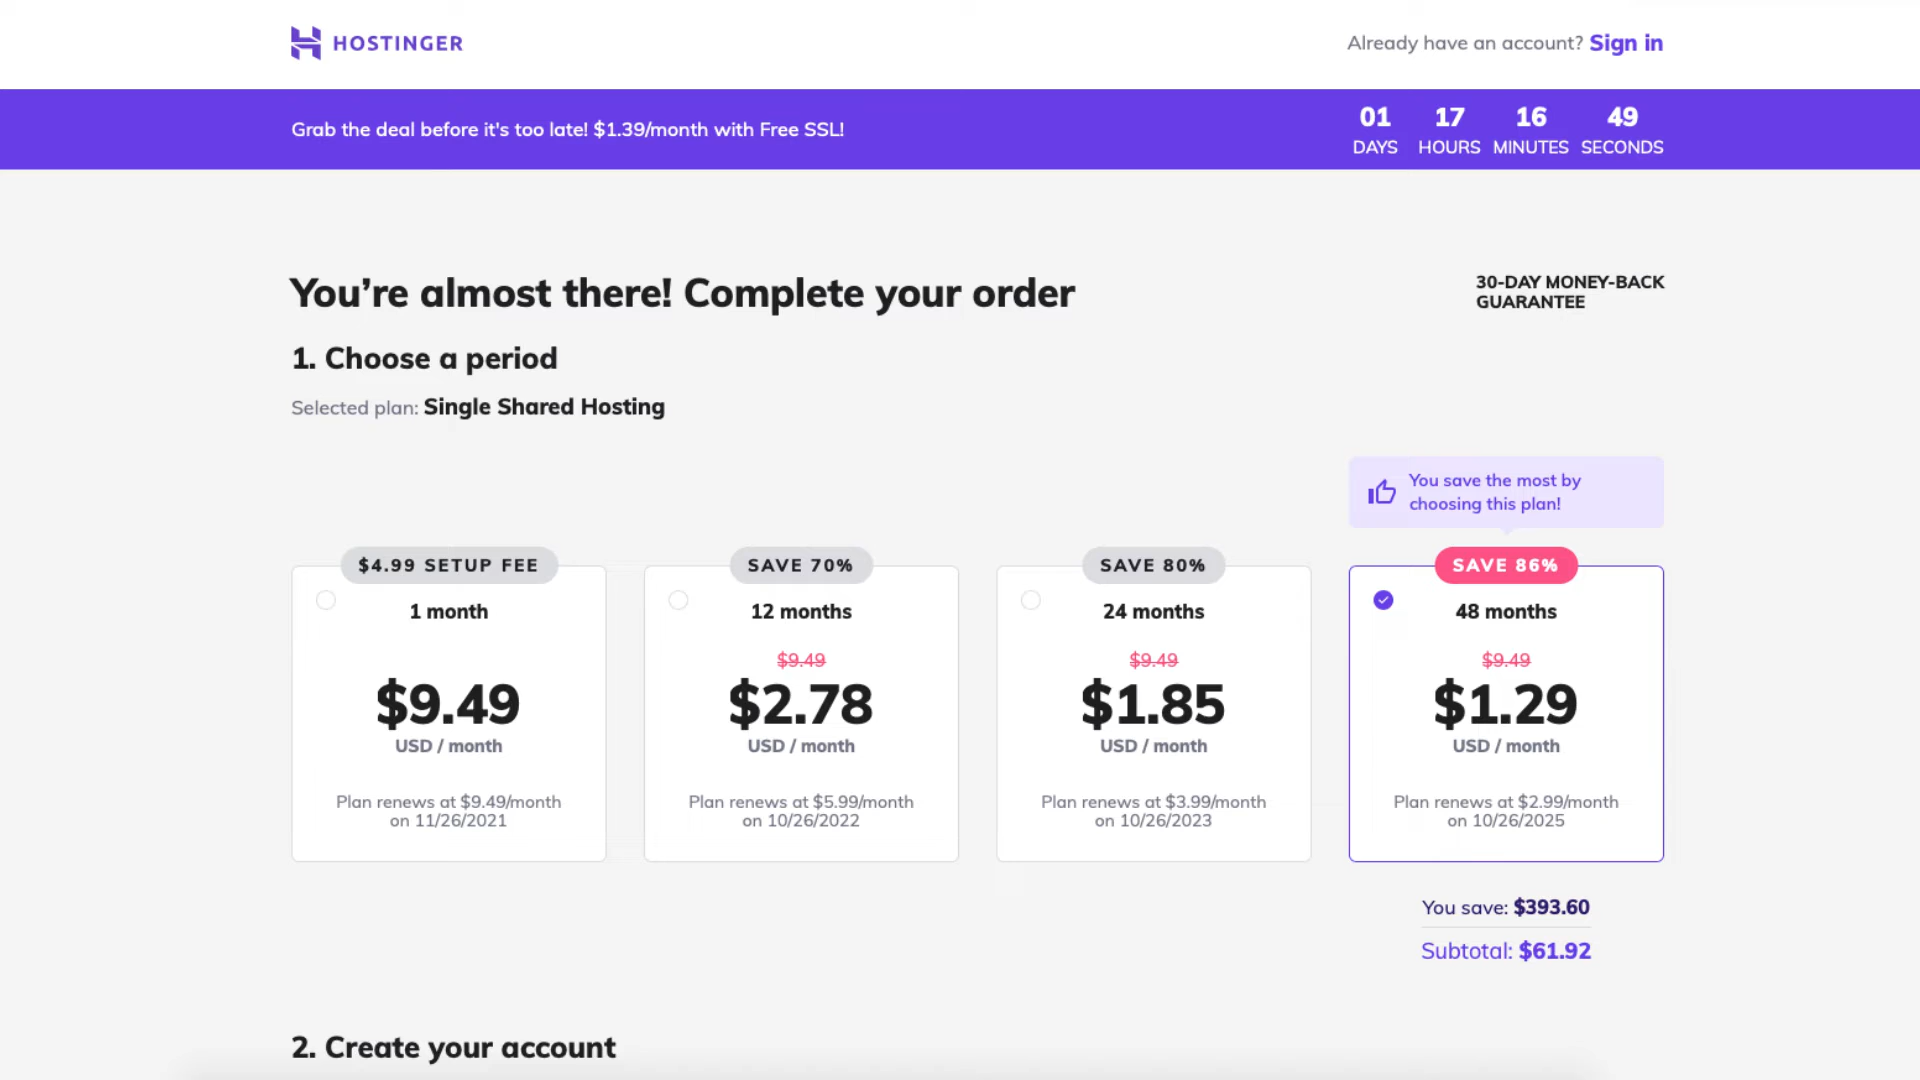 HOSTINGER
Already have an account? Sign in
Grab the deal before it's too late! $1.39/month with Free SSL!
01 17 16 49
DAYS HOURS MINUTES SECONDS
You’re almost there! Complete your order
30-DAY MONEY-BACK
GUARANTEE
1. Choose a period
Selected plan: Single Shared Hosting
You save the most by
choosing this plan!
$4.99 SETUP FEE
1 month
$9.49
USD / month
Plan renews at $9.49/month
on 11/26/2021
SAVE 70%
12 months
$9.49
$2.78
USD / month
Plan renews at $5.99/month
on 10/26/2022
SAVE 80%
24 months
$9.49
$1.85
USD / month
Plan renews at $3.99/month
on 10/26/2023
SAVE 86%
48 months
$9.49
$1.29
USD / month
Plan renews at $2.99/month
on 10/26/2025
You save: $393.60
Subtotal: $61.92
2. Create your account